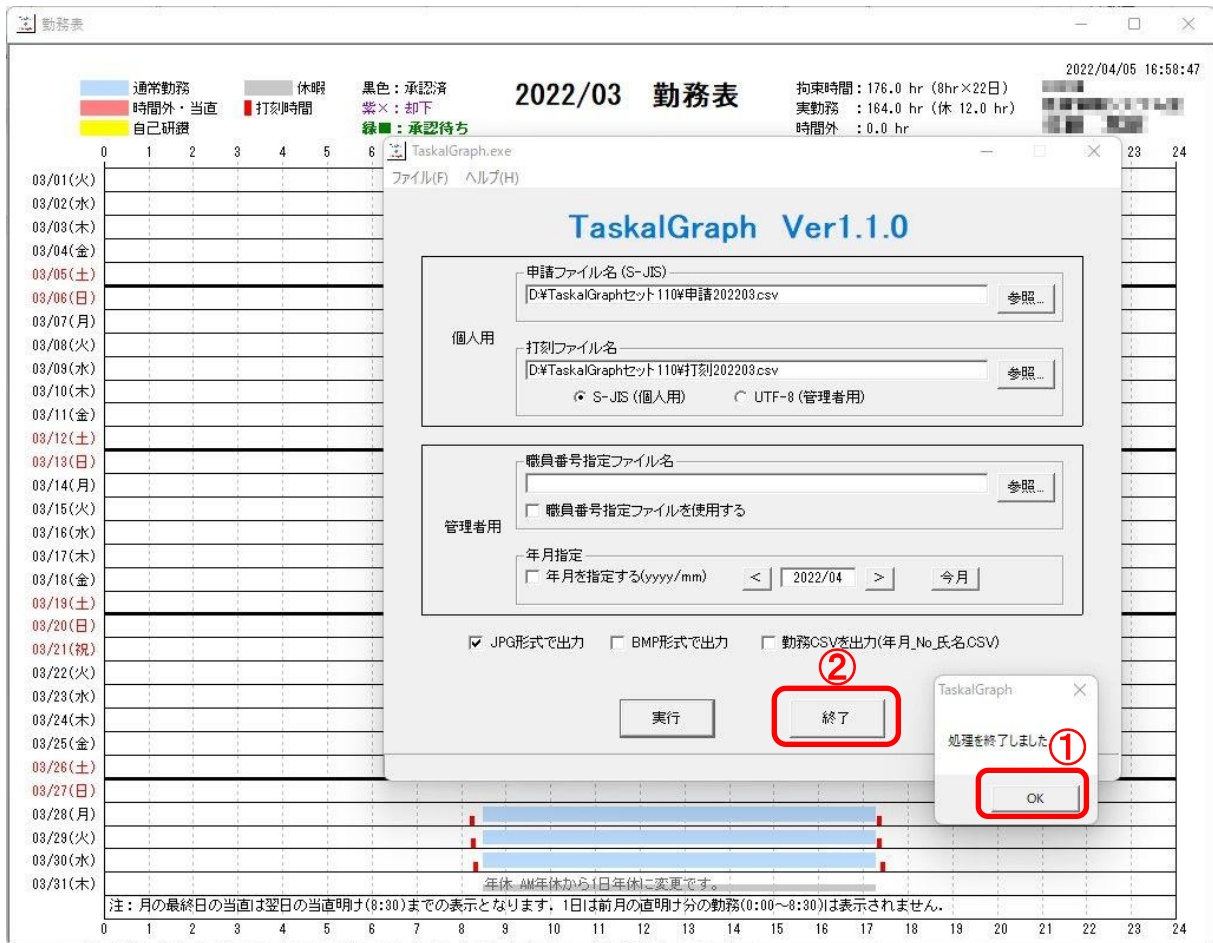 勤務表
2022/04/05 16:58:47
通常勤務 休暇 黒色：承認済 2022/03 勤務表 拘束時間：176.0 hr (8hr×22日)
時間外・当直 打刻時間 紫×：却下 実勤務 ：164.0 hr (休 12.0 hr)
自己研鑽 緑■：承認待ち 時間外 ：0.0 hr
0 1 2 3 4 5 6 23 24
TaskalGraph.exe
ファイル(F) ヘルプ(H)
TaskalGraph Ver1.1.0
個人用
申請ファイル名 (S-JIS)
D:¥TaskalGraphセット110¥申請202203.csv 参照...
打刻ファイル名
D:¥TaskalGraphセット110¥打刻202203.csv 参照...
S-JIS (個人用) UTF-8 (管理者用)
管理者用
職員番号指定ファイル名
参照...
職員番号指定ファイルを使用する
年月指定
年月を指定する(yyyy/mm) < 2022/04 > 今月
JPG形式で出力 BMP形式で出力 勤務CSVを出力(年月_No_氏名.CSV)
②
実行 終了
TaskalGraph
処理を終了しました
①
OK
03/01(火)
03/02(水)
03/03(木)
03/04(金)
03/05(土)
03/06(日)
03/07(月)
03/08(火)
03/09(水)
03/10(木)
03/11(金)
03/12(土)
03/13(日)
03/14(月)
03/15(火)
03/16(水)
03/17(木)
03/18(金)
03/19(土)
03/20(日)
03/21(祝)
03/22(火)
03/23(水)
03/24(木)
03/25(金)
03/26(土)
03/27(日)
03/28(月)
03/29(火)
03/30(水)
03/31(木) 年休 AM年休から1日年休に変更です。
注：月の最終日の当直は翌日の当直明け(8:30)までの表示となります．1日は前月の直明け分の勤務(0:00～8:30)は表示されません．
0 1 2 3 4 5 6 7 8 9 10 11 12 13 14 15 16 17 18 19 20 21 22 23 24